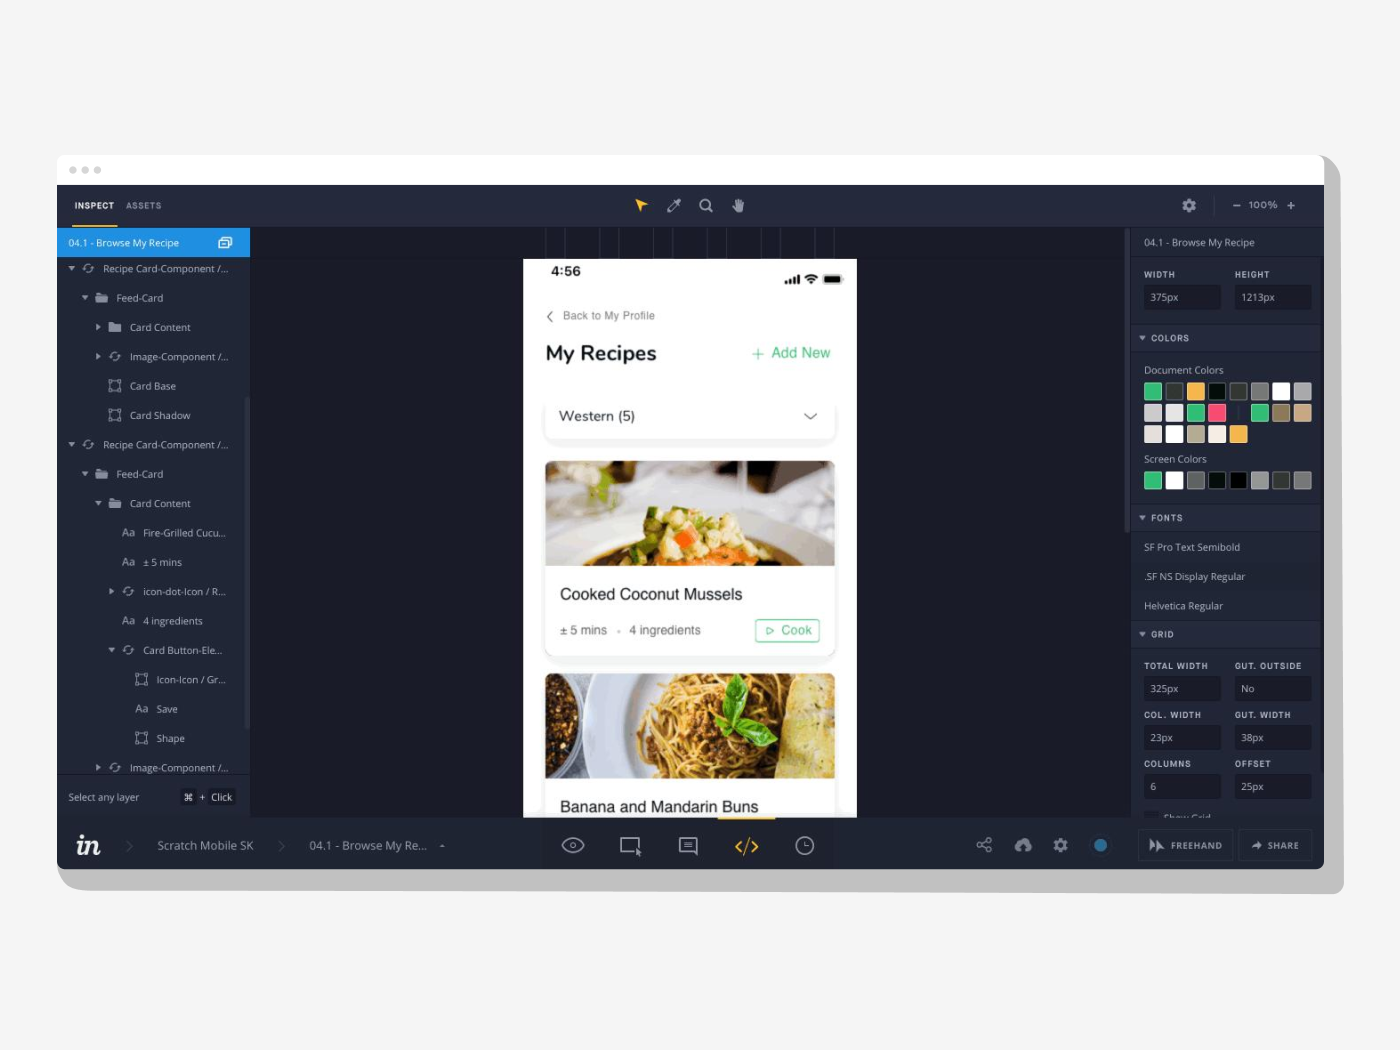 INSPECT ASSETS
100%
04.1 - Browse My Recipe
Recipe Card-Component /...
Feed-Card
Card Content
Image-Component /...
Card Base
Card Shadow
Recipe Card-Component /...
Feed-Card
Card Content
Aa Fire-Grilled Cucu...
Aa ± 5 mins
icon-dot-Icon / R...
Aa 4 ingredients
Card Button-Ele...
Icon-Icon / Gr...
Aa Save
Shape
Image-Component /...
Select any layer ⌘ + Click
4:56
Back to My Profile
My Recipes
+ Add New
Western (5)
Cooked Coconut Mussels
± 5 mins • 4 ingredients
Cook
Banana and Mandarin Buns
04.1 - Browse My Recipe
WIDTH HEIGHT
375px 1213px
COLORS
Document Colors
Screen Colors
FONTS
SF Pro Text Semibold
.SF NS Display Regular
Helvetica Regular
GRID
TOTAL WIDTH GUT. OUTSIDE
325px No
COL. WIDTH GUT. WIDTH
23px 38px
COLUMNS OFFSET
6 25px
Show Grid
in Scratch Mobile SK 04.1 - Browse My Re...
FREEHAND SHARE